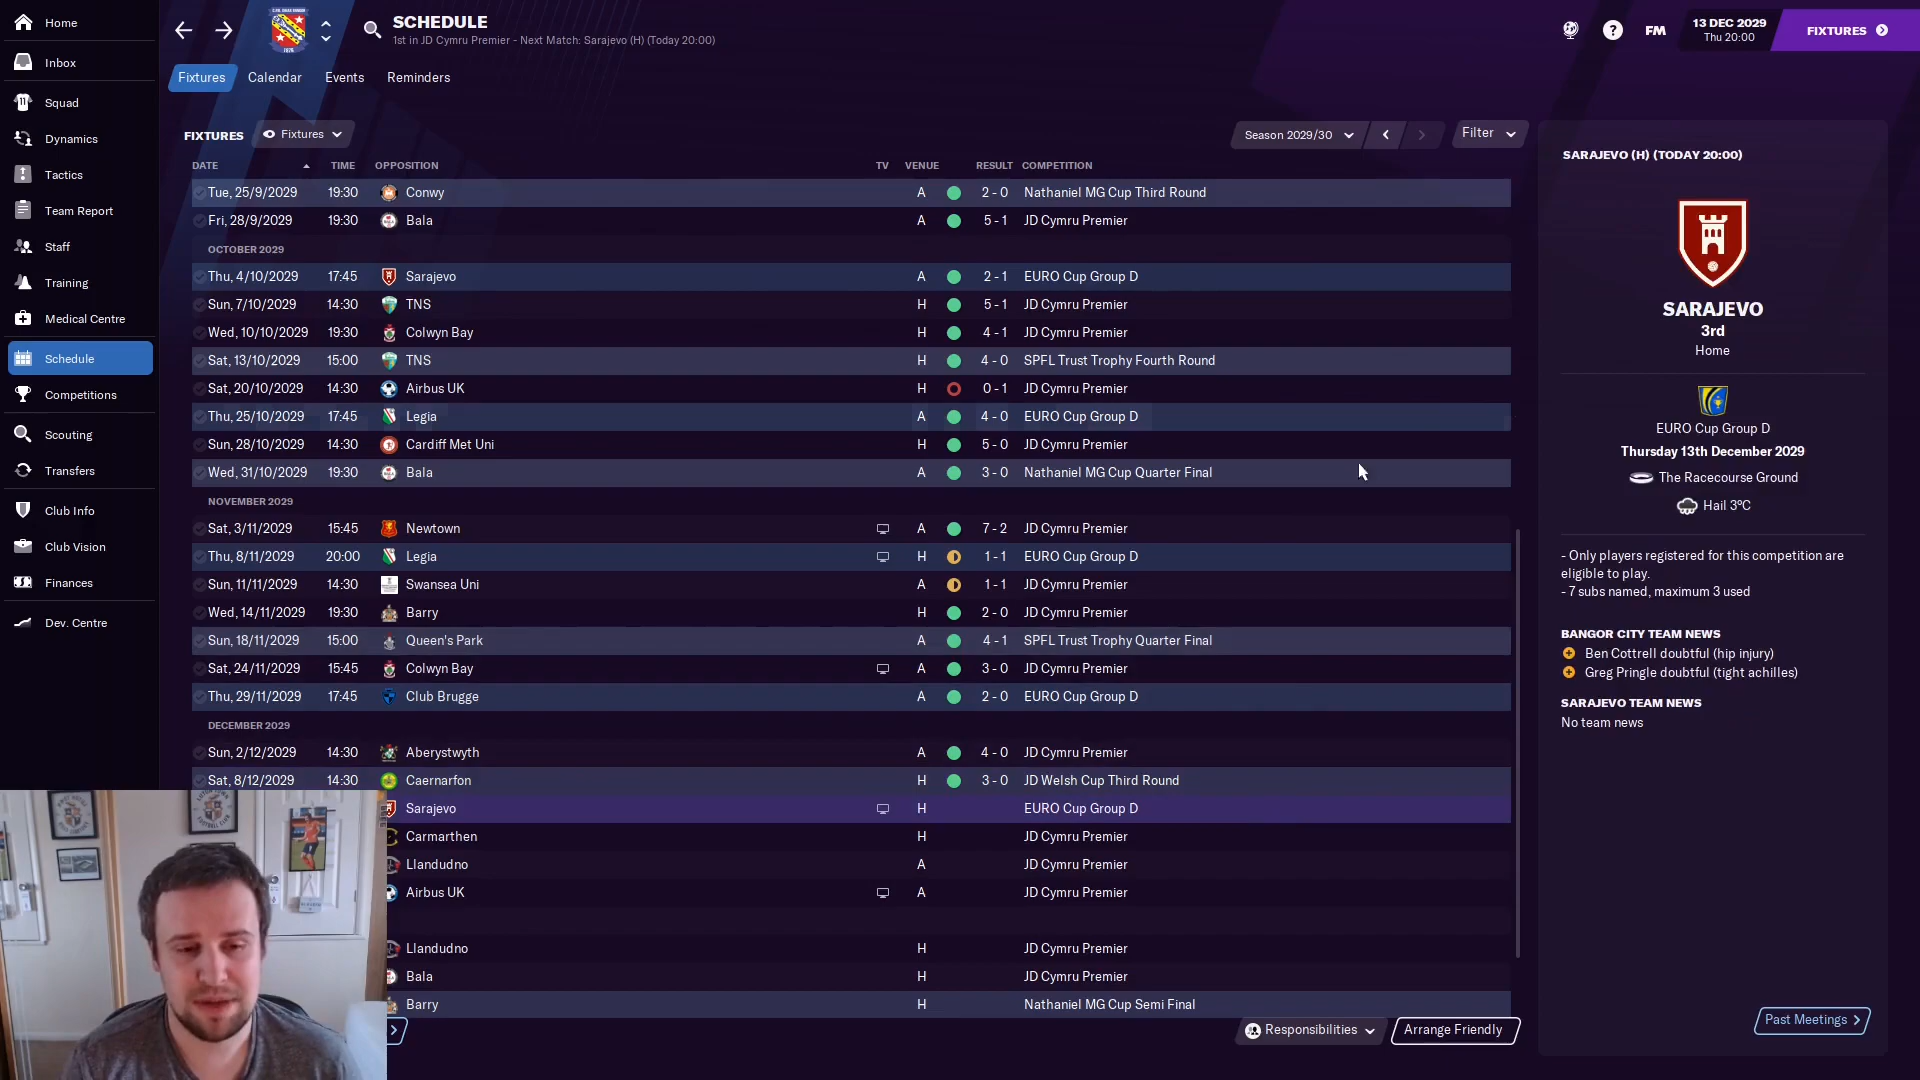 Home
Inbox
Squad
Dynamics
Tactics
Team Report
Staff
Training
Medical Centre
Schedule
Competitions
Scouting
Transfers
Club Info
Club Vision
Finances
Dev. Centre
SCHEDULE
1st in JD Cymru Premier - Next Match: Sarajevo (H) (Today 20:00)
FM
13 DEC 2029
Thu 20:00
FIXTURES
Fixtures Calendar Events Reminders
FIXTURES Fixtures Season 2029/30 Filter
DATE TIME OPPOSITION TV VENUE RESULT COMPETITION
Tue, 25/9/2029 19:30 Conwy A 2 - 0 Nathaniel MG Cup Third Round
Fri, 28/9/2029 19:30 Bala A 5 - 1 JD Cymru Premier
OCTOBER 2029
Thu, 4/10/2029 17:45 Sarajevo A 2 - 1 EURO Cup Group D
Sun, 7/10/2029 14:30 TNS H 5 - 1 JD Cymru Premier
Wed, 10/10/2029 19:30 Colwyn Bay H 4 - 1 JD Cymru Premier
Sat, 13/10/2029 15:00 TNS H 4 - 0 SPFL Trust Trophy Fourth Round
Sat, 20/10/2029 14:30 Airbus UK H 0 - 1 JD Cymru Premier
Thu, 25/10/2029 17:45 Legia A 4 - 0 EURO Cup Group D
Sun, 28/10/2029 14:30 Cardiff Met Uni H 5 - 0 JD Cymru Premier
Wed, 31/10/2029 19:30 Bala A 3 - 0 Nathaniel MG Cup Quarter Final
NOVEMBER 2029
Sat, 3/11/2029 15:45 Newtown A 7 - 2 JD Cymru Premier
Thu, 8/11/2029 20:00 Legia H 1 - 1 EURO Cup Group D
Sun, 11/11/2029 14:30 Swansea Uni A 1 - 1 JD Cymru Premier
Wed, 14/11/2029 19:30 Barry H 2 - 0 JD Cymru Premier
Sun, 18/11/2029 15:00 Queen's Park A 4 - 1 SPFL Trust Trophy Quarter Final
Sat, 24/11/2029 15:45 Colwyn Bay A 3 - 0 JD Cymru Premier
Thu, 29/11/2029 17:45 Club Brugge A 2 - 0 EURO Cup Group D
DECEMBER 2029
Sun, 2/12/2029 14:30 Aberystwyth A 4 - 0 JD Cymru Premier
Sat, 8/12/2029 14:30 Caernarfon H 3 - 0 JD Welsh Cup Third Round
Sarajevo H EURO Cup Group D
Carmarthen H JD Cymru Premier
Llandudno A JD Cymru Premier
Airbus UK A JD Cymru Premier
Llandudno H JD Cymru Premier
Bala H JD Cymru Premier
Barry H Nathaniel MG Cup Semi Final
Responsibilities Arrange Friendly
SARAJEVO (H) (TODAY 20:00)
SARAJEVO
3rd
Home
EURO Cup Group D
Thursday 13th December 2029
The Racecourse Ground
Hail 3ºC
- Only players registered for this competition are
eligible to play.
- 7 subs named, maximum 3 used
BANGOR CITY TEAM NEWS
Ben Cottrell doubtful (hip injury)
Greg Pringle doubtful (tight achilles)
SARAJEVO TEAM NEWS
No team news
Past Meetings